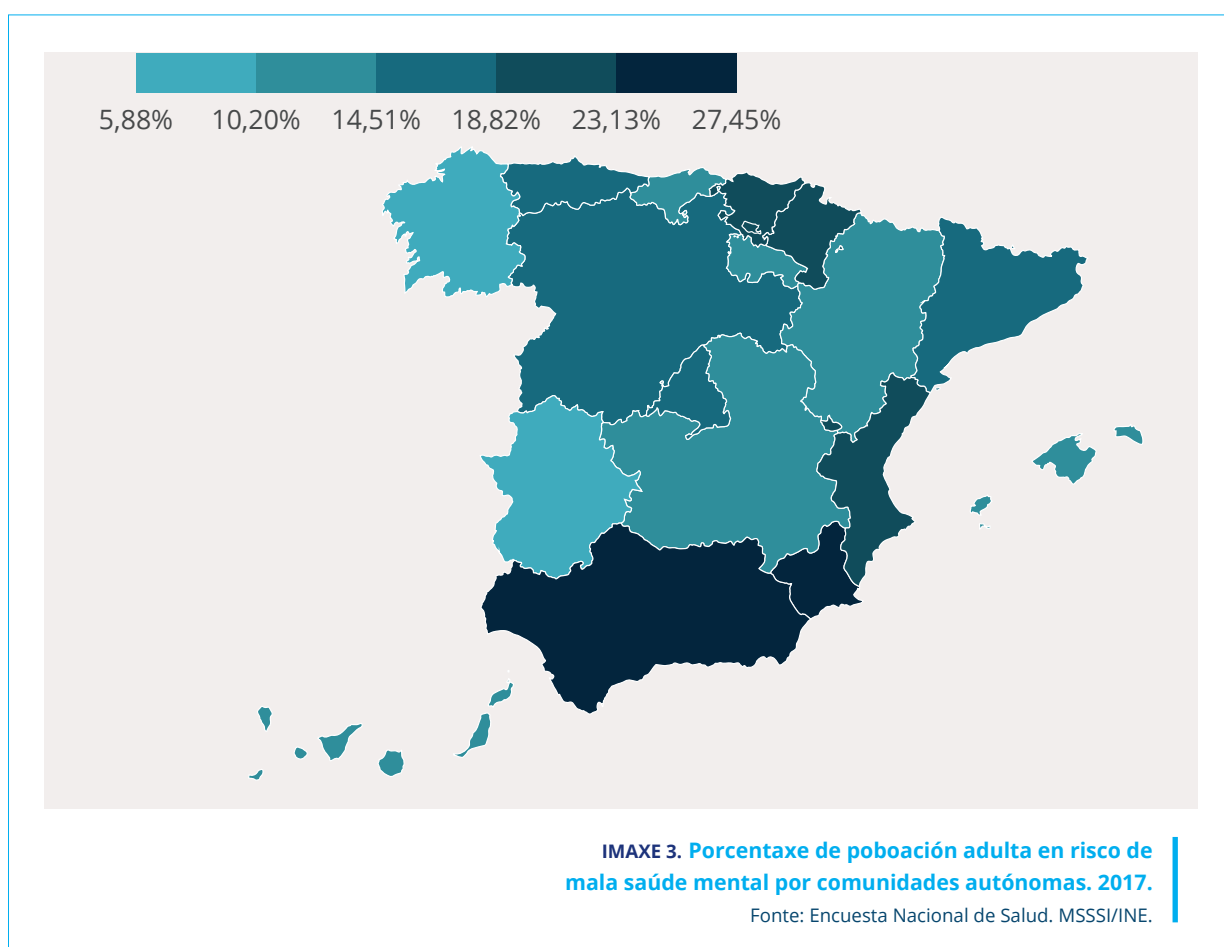 5,88% 10,20% 14,51% 18,82% 23,13% 27,45%
IMAXE 3. Porcentaxe de poboación adulta en risco de
mala saúde mental por comunidades autónomas. 2017.
Fonte: Encuesta Nacional de Salud. MSSSI/INE.